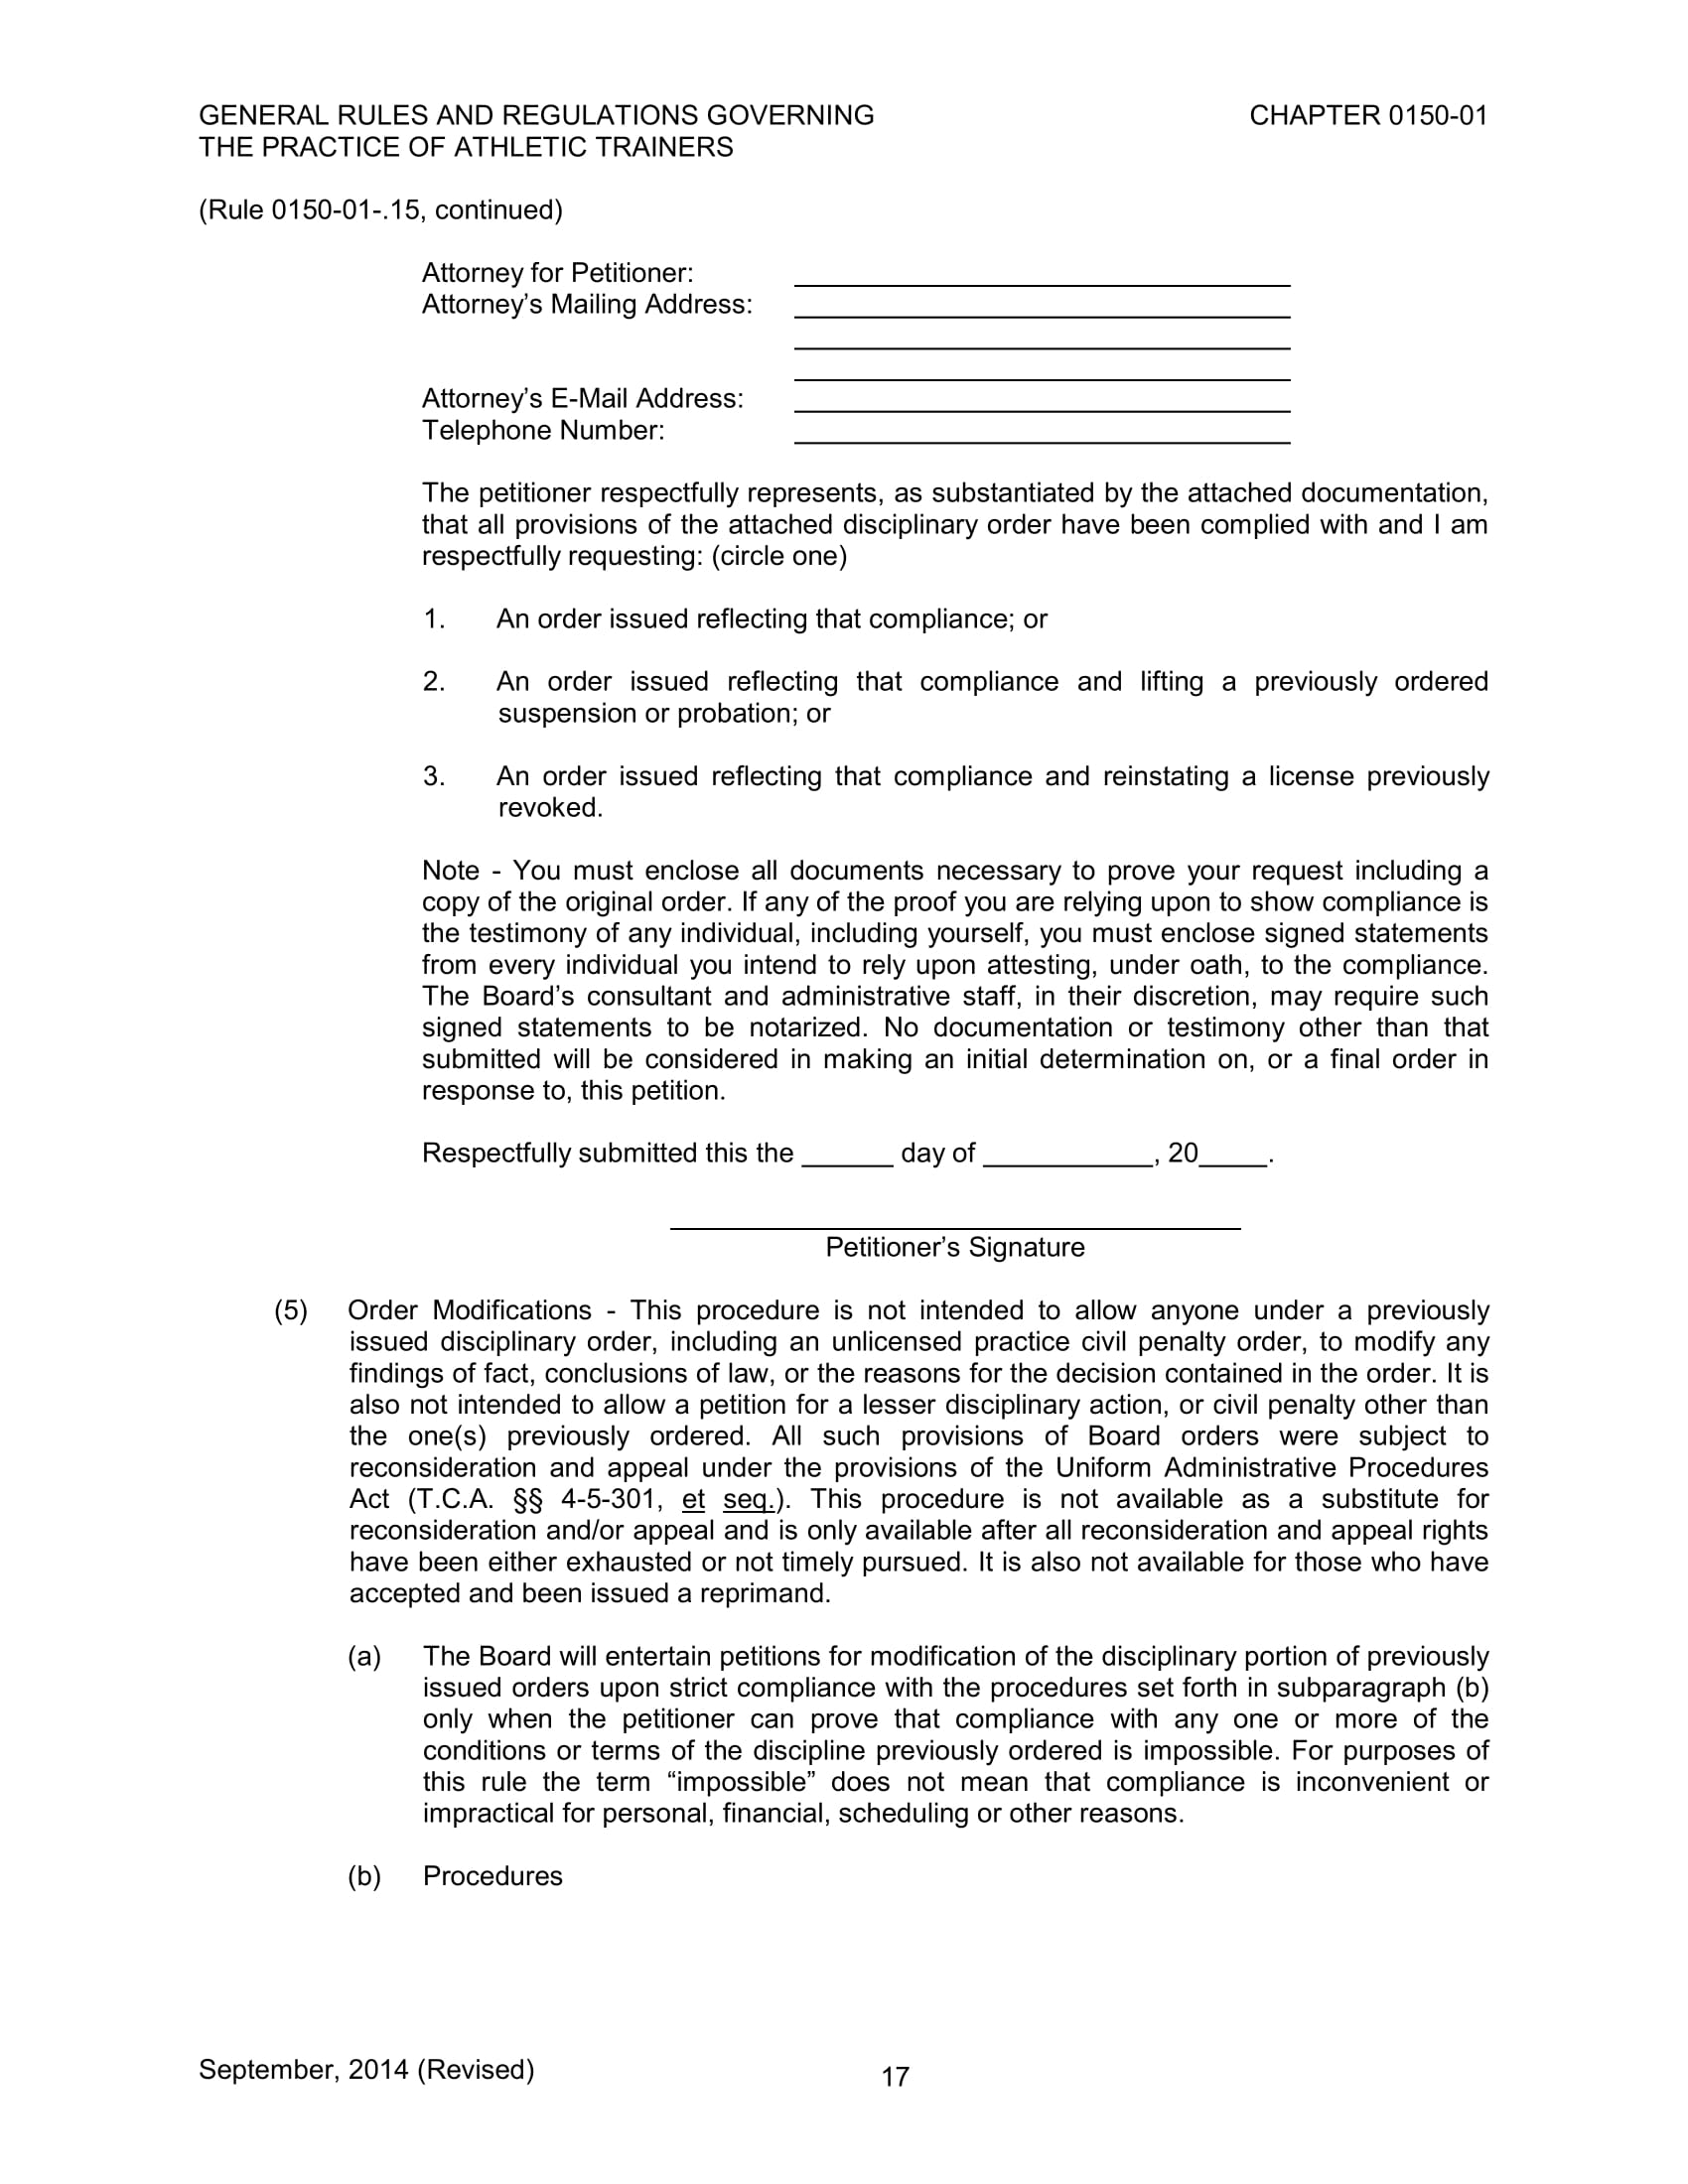 GENERAL RULES AND REGULATIONS GOVERNING CHAPTER 0150-01
THE PRACTICE OF ATHLETIC TRAINERS
(Rule 0150-01-.15, continued)
Attorney for Petitioner: 
Attorney’s Mailing Address: 
Attorney’s E-Mail Address: 
Telephone Number: 
The petitioner respectfully represents, as substantiated by the attached documentation,
that all provisions of the attached disciplinary order have been complied with and I am
respectfully requesting: (circle one)
1. An order issued reflecting that compliance; or
2. An order issued reflecting that compliance and lifting a previously ordered
suspension or probation; or
3. An order issued reflecting that compliance and reinstating a license previously
revoked.
Note - You must enclose all documents necessary to prove your request including a
copy of the original order. If any of the proof you are relying upon to show compliance is
the testimony of any individual, including yourself, you must enclose signed statements
from every individual you intend to rely upon attesting, under oath, to the compliance.
The Board’s consultant and administrative staff, in their discretion, may require such
signed statements to be notarized. No documentation or testimony other than that
submitted will be considered in making an initial determination on, or a final order in
response to, this petition.
Respectfully submitted this the ______ day of ___________, 20____.
Petitioner’s Signature
(5) Order Modifications - This procedure is not intended to allow anyone under a previously
issued disciplinary order, including an unlicensed practice civil penalty order, to modify any
findings of fact, conclusions of law, or the reasons for the decision contained in the order. It is
also not intended to allow a petition for a lesser disciplinary action, or civil penalty other than
the one(s) previously ordered. All such provisions of Board orders were subject to
reconsideration and appeal under the provisions of the Uniform Administrative Procedures
Act (T.C.A. §§ 4-5-301, et seq.). This procedure is not available as a substitute for
reconsideration and/or appeal and is only available after all reconsideration and appeal rights
have been either exhausted or not timely pursued. It is also not available for those who have
accepted and been issued a reprimand.
(a) The Board will entertain petitions for modification of the disciplinary portion of previously
issued orders upon strict compliance with the procedures set forth in subparagraph (b)
only when the petitioner can prove that compliance with any one or more of the
conditions or terms of the discipline previously ordered is impossible. For purposes of
this rule the term “impossible” does not mean that compliance is inconvenient or
impractical for personal, financial, scheduling or other reasons.
(b) Procedures
September, 2014 (Revised) 17